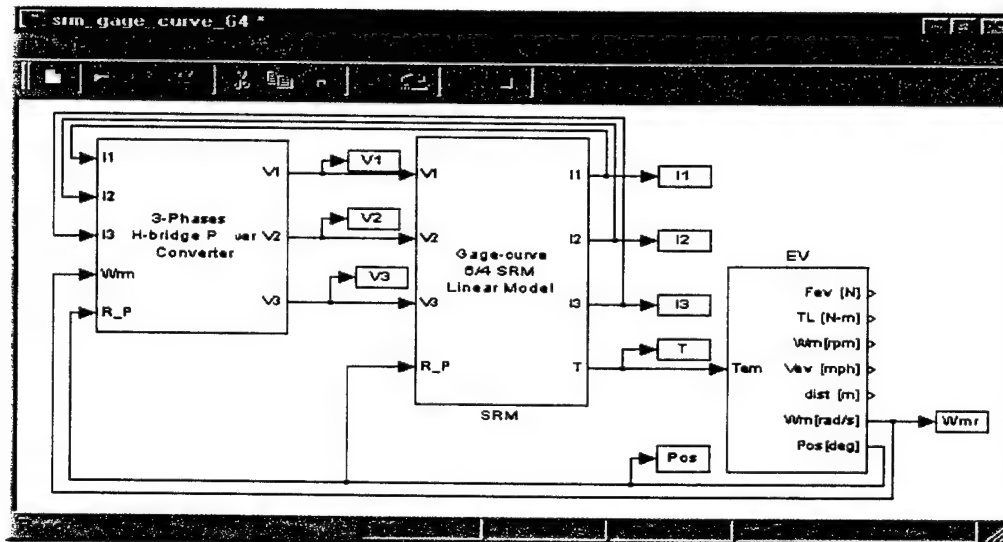 srm_gage_curve_64 *
I1
I2
I3
Wrm
R_P
3-Phases
H-bridge P wer
Converter
V1
V2
V3
V1
V2
V3
V1
V2
V3
R_P
Gage-curve
6/4 SRM
Linear Model
I1
I2
I3
T
SRM
I1
I2
I3
T
Pos
EV
Tem
Fev [N]
TL [N-m]
Wm[rpm]
Vev [mph]
dist [m]
Wm[rad/s]
Pos[deg]
Wmr